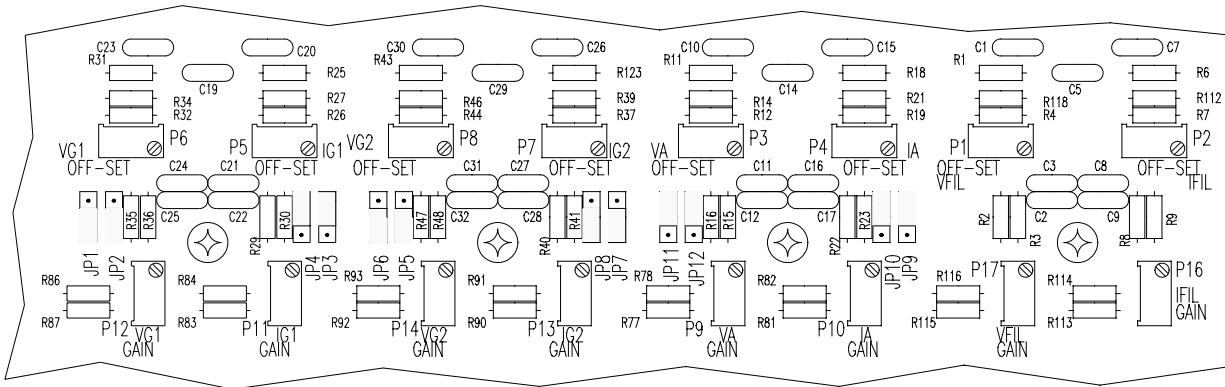 C23 C20 C30 C26 C10 C15 C1 C7
R31 R25 R43 R123 R11 R18 R1 R6
C19 C29 C14 C5
R34 R27 R46 R39 R14 R21 R118 R112
R32 R26 R44 R37 R12 R19 R4 R7
P6 P5 P8 P7 P3 P4 P1 P2
VG1 IG1 VG2 IG2 VA IA
OFF-SET OFF-SET OFF-SET OFF-SET OFF-SET OFF-SET OFF-SET OFF-SET
VFIL IFIL
C24 C21 C31 C27 C11 C16 C3 C8
C25 C22 C32 C28 C12 C17 C2 C9
R35 R36 R29 R30 R47 R48 R40 R41 R16 R15 R22 R23 R2 R3 R8 R9
JP1 JP2 JP4 JP3 JP6 JP5 JP8 JP7 JP11 JP12 JP10 JP9
R86 R84 R93 R91 R78 R82 R116 P17 R114 P16
R87 R83 R92 R90 R77 R81 R115 R113
P12 P11 P14 P13 P9 P10
VG1 IG1 VG2 IG2 VA IA VFIL IFIL
GAIN GAIN GAIN GAIN GAIN GAIN GAIN GAIN